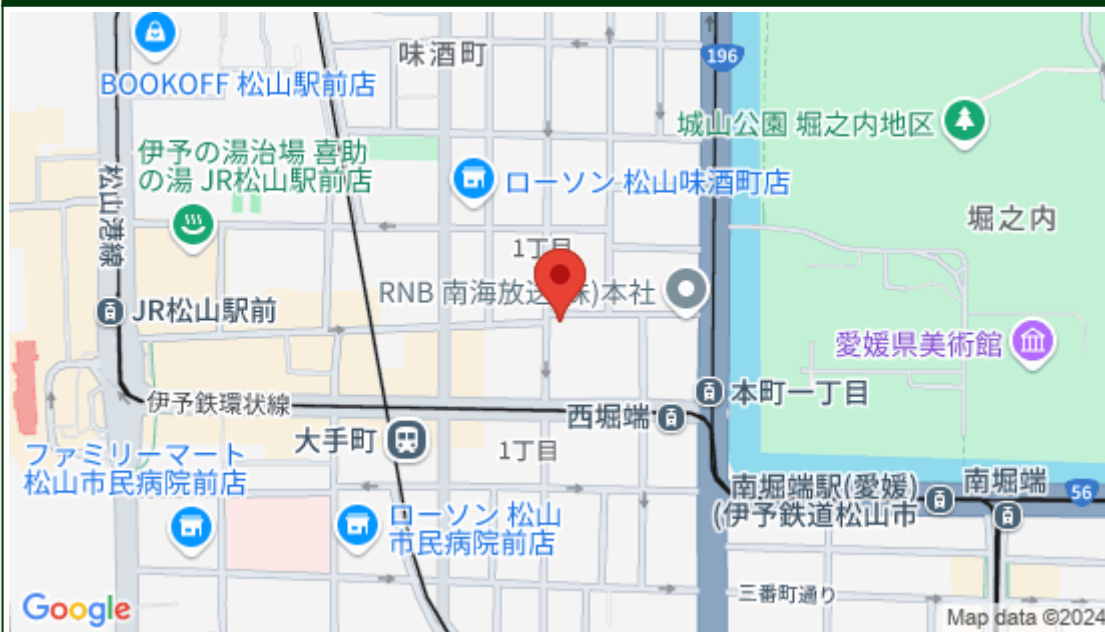 味酒町
196
BOOKOFF 松山駅前店
城山公園 堀之内地区
伊予の湯治場 喜助
の湯 JR松山駅前店
ローソン 松山味酒町店
松山港線
堀之内
1丁目
RNB 南海放送(株)本社
JR松山駅前
愛媛県美術館
本町一丁目
伊予鉄環状線
西堀端
大手町
1丁目
ファミリーマート
松山市民病院前店
南堀端駅(愛媛)
(伊予鉄道松山市
南堀端
56
ローソン 松山
市民病院前店
三番町通り
Google
Map data ©2024